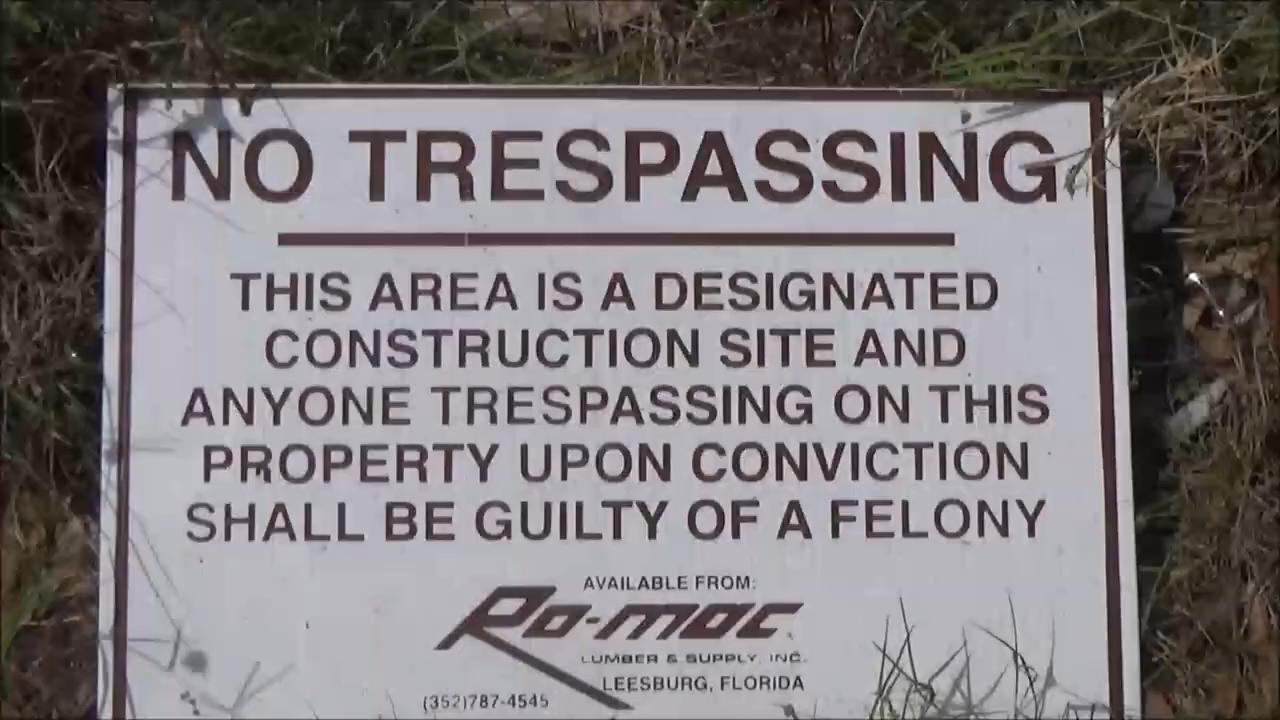 NO TRESPASSING
THIS AREA IS A DESIGNATED
CONSTRUCTION SITE AND
ANYONE TRESPASSING ON THIS
PROPERTY UPON CONVICTION
SHALL BE GUILTY OF A FELONY
AVAILABLE FROM:
Ro-mac
LUMBER & SUPPLY, INC.
LEESBURG, FLORIDA
(352)787-4545